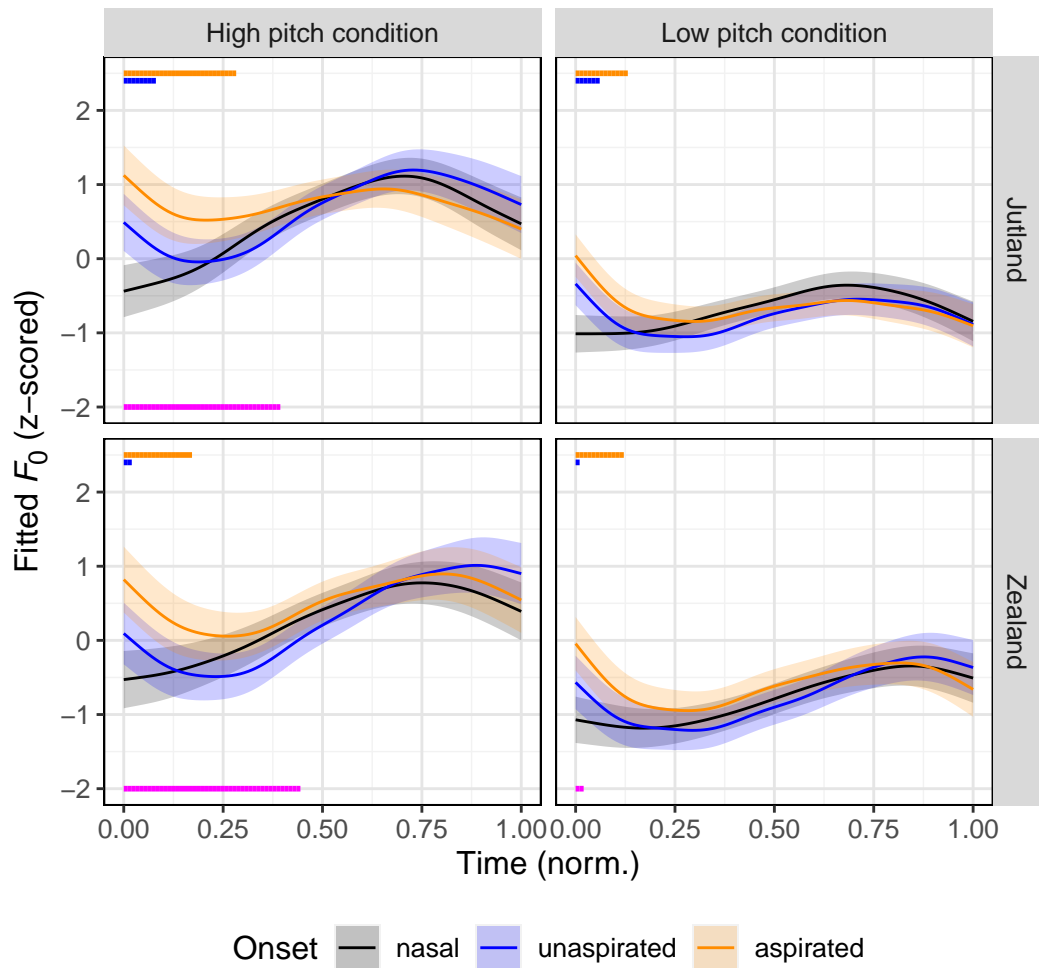 High pitch condition
Low pitch condition
2
1
0
−1
−2
Jutland
2
1
0
−1
−2
Zealand
Fitted F0 (z−scored)
0.00 0.25 0.50 0.75 1.00
0.00 0.25 0.50 0.75 1.00
Time (norm.)
Onset nasal unaspirated aspirated